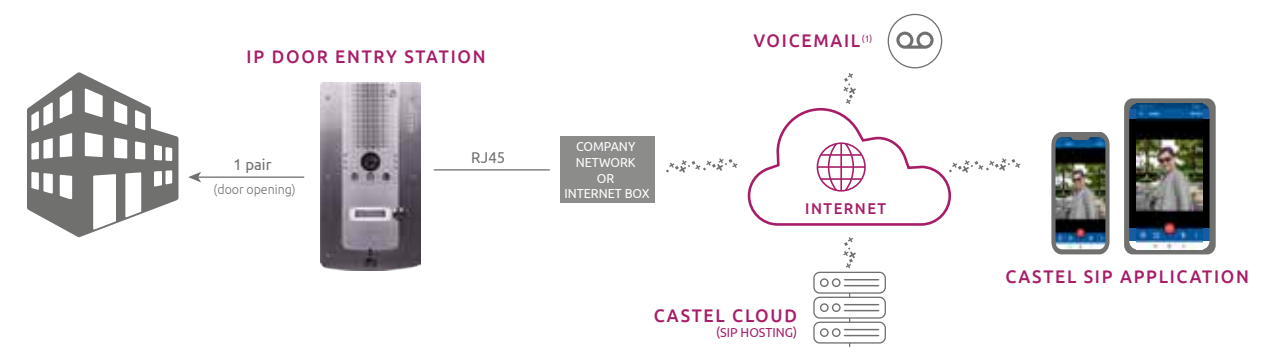 VOICEMAIL(1)
IP DOOR ENTRY STATION
1 pair
(door opening)
RJ45
COMPANY
NETWORK
OR
INTERNET BOX
INTERNET
CASTEL SIP APPLICATION
CASTEL CLOUD
(SIP HOSTING)